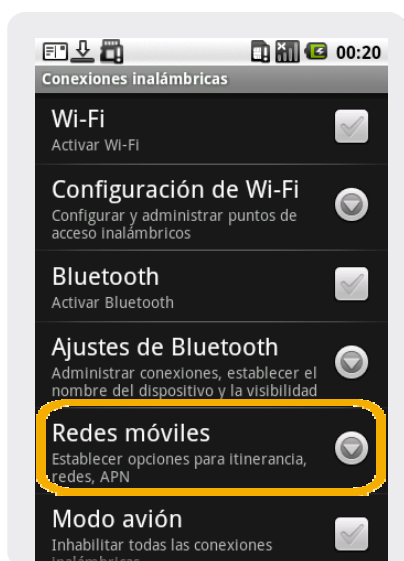 00:20
Conexiones inalámbricas
Wi-Fi
Activar Wi-Fi
Configuración de Wi-Fi
Configurar y administrar puntos de
acceso inalámbricos
Bluetooth
Activar Bluetooth
Ajustes de Bluetooth
Administrar conexiones, establecer el
nombre del dispositivo y la visibilidad
Redes móviles
Establecer opciones para itinerancia,
redes, APN
Modo avión
Inhabilitar todas las conexiones
inalámbricas